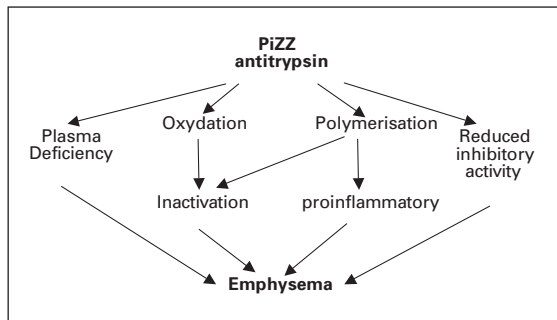 PiZZ
antitrypsin
Plasma
Deficiency
Oxydation
Polymerisation
Reduced
inhibitory
activity
Inactivation
proinflammatory
Emphysema